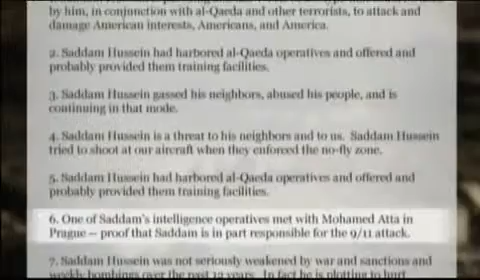 by him, in conjunction with al-Qaeda and other terrorists, to attack and
damage American interests, Americans, and America.
2. Saddam Hussein had harbored al-Qaeda operatives and offered and
probably provided them training facilities.
3. Saddam Hussein gassed his neighbors, abused his people, and is
continuing in that mode.
4. Saddam Hussein is a threat to his neighbors and to us. Saddam Hussein
tried to shoot at our aircraft when they enforced the no-fly zone.
5. Saddam Hussein had harbored al-Qaeda operatives and offered and
probably provided them training facilities.
6. One of Saddam's intelligence operatives met with Mohamed Atta in
Prague – proof that Saddam is in part responsible for the 9/11 attack.
7. Saddam Hussein was not seriously weakened by war and sanctions and
weekly bombings over the past 12 years. In fact he is plotting to hurt